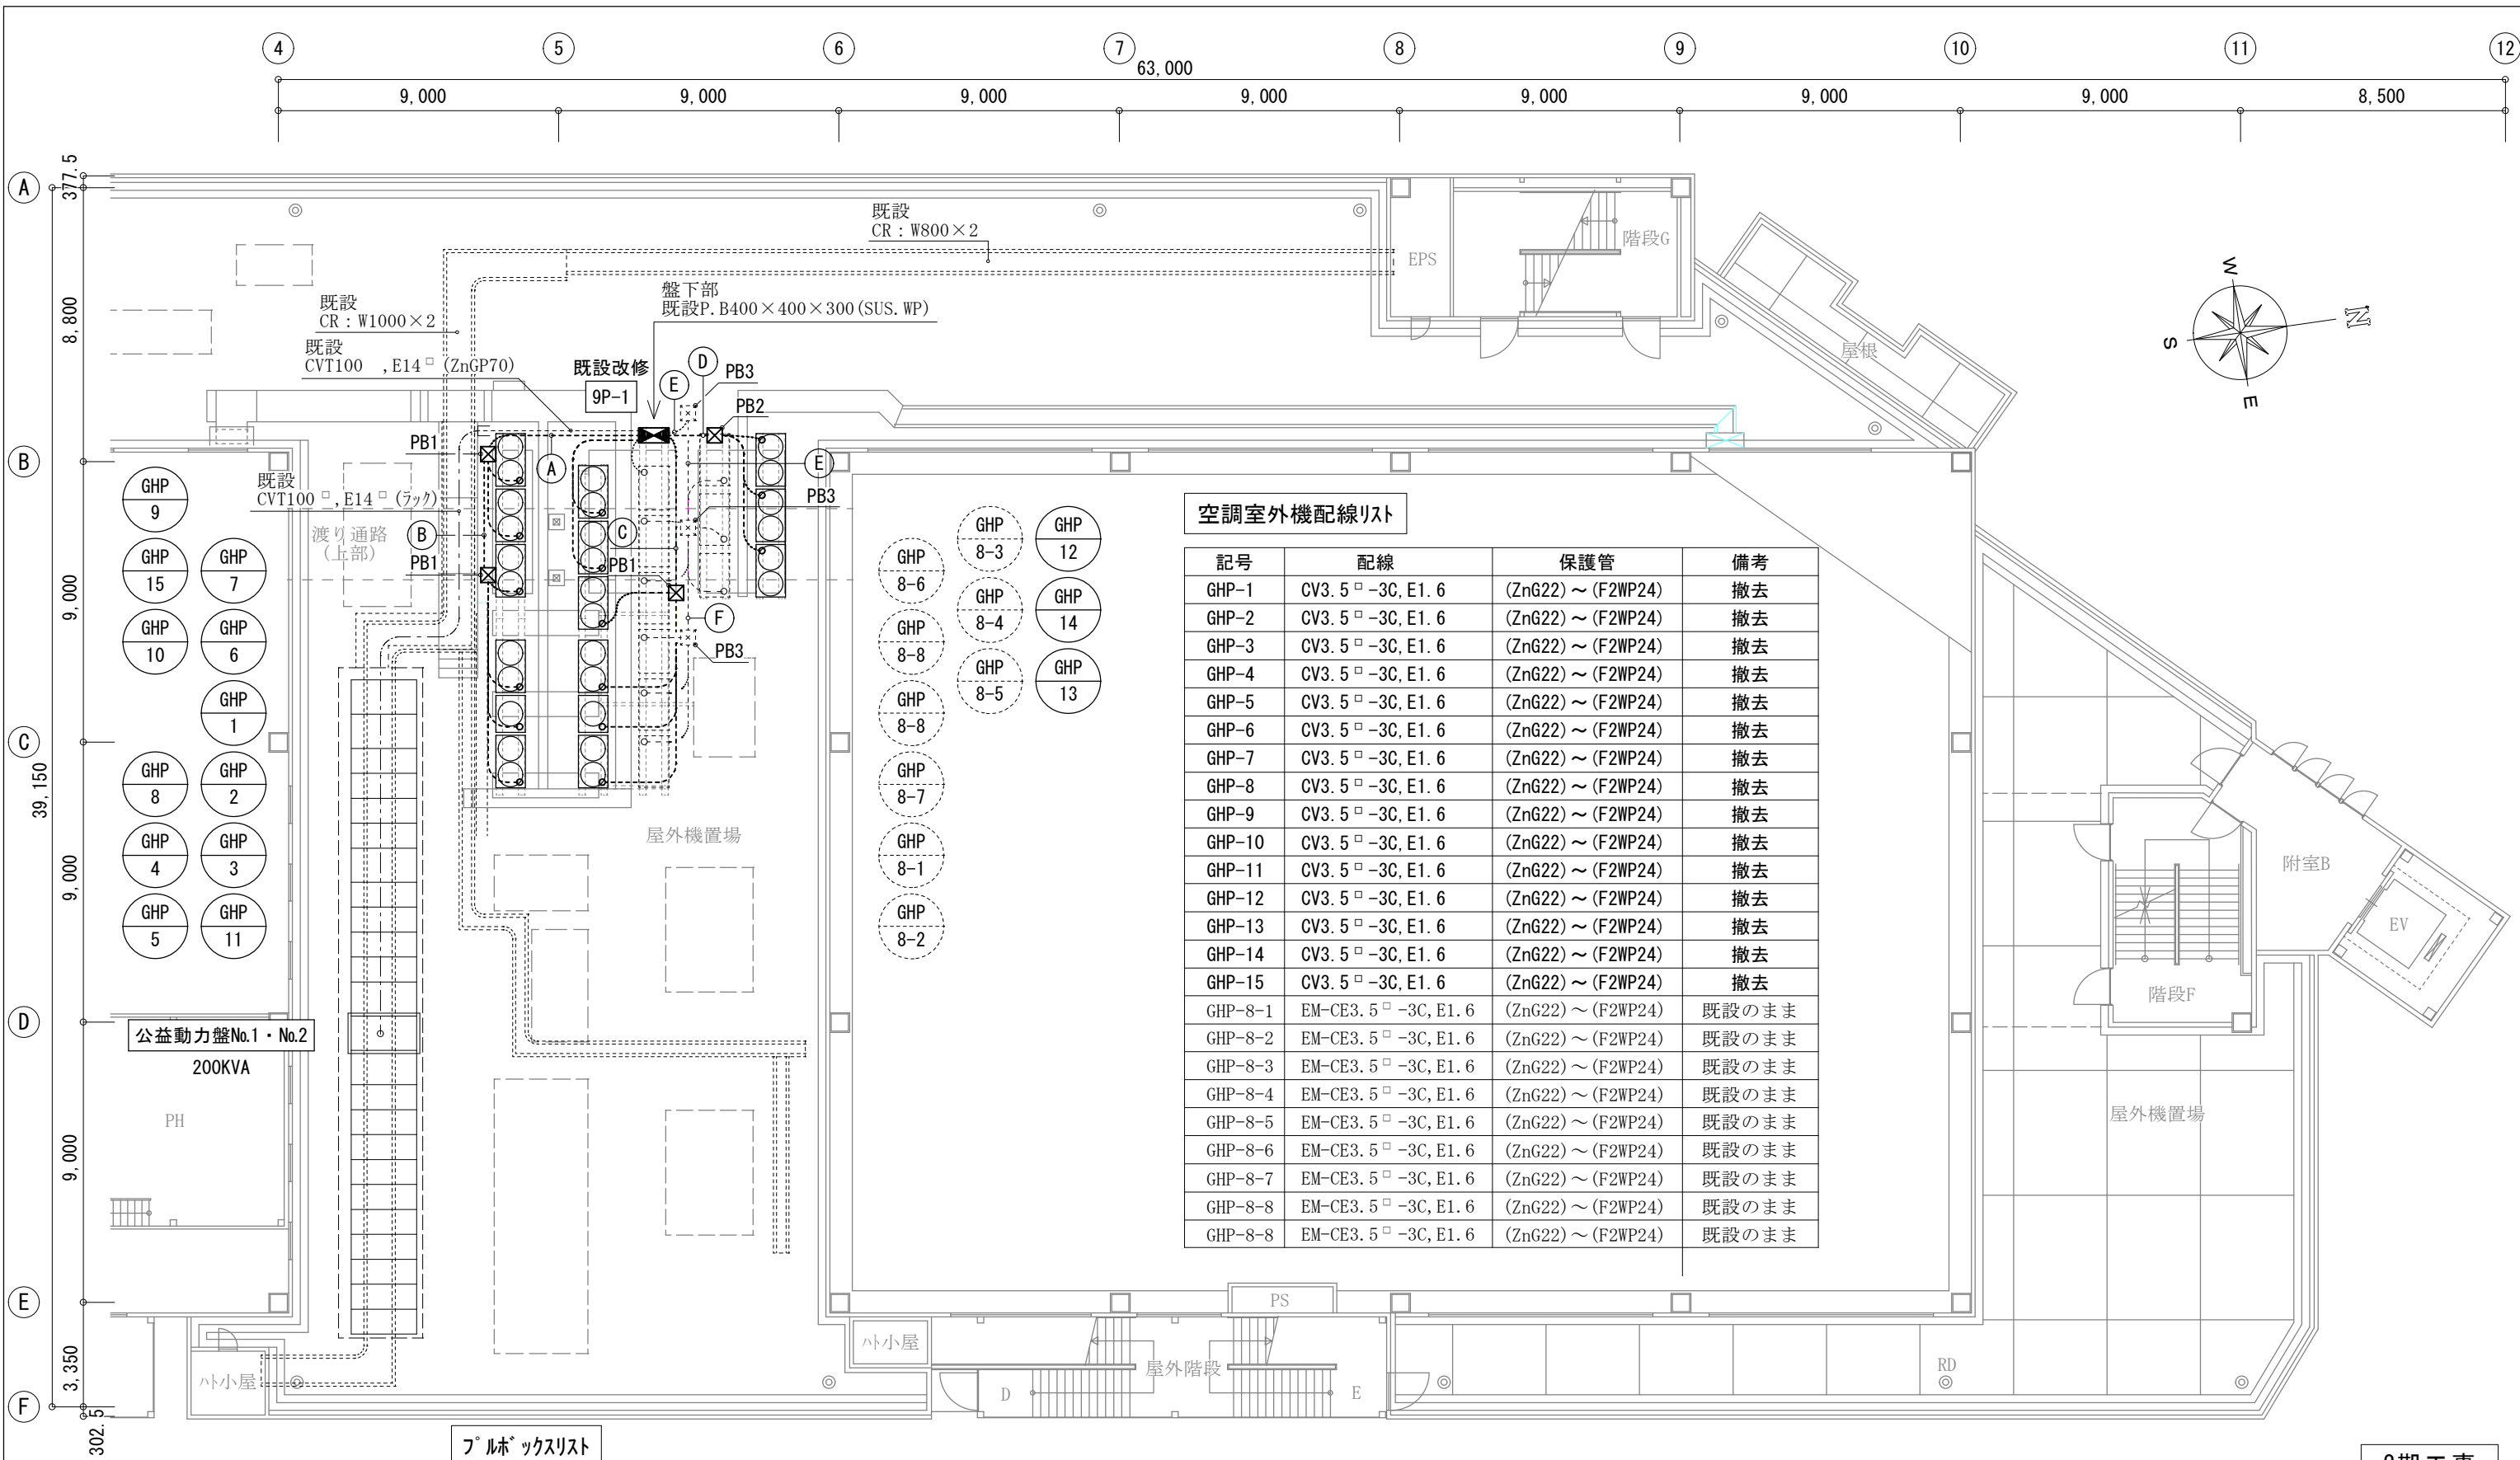 4 5 6 7 8 9 10 11 12
63,000
9,000 9,000 9,000 9,000 9,000 9,000 9,000 8,500
A
B
C
D
E
F
377.5
8,800
9,000
9,000
9,000
3,350
302.5
39,150
既設
CR：W800×2
EPS
階段G
屋根
W
N
S
E
盤下部
既設P.B400×400×300(SUS.WP)
既設
CR：W1000×2
既設
CVT100 ,E14□ (ZnGP70)
既設改修
9P-1
E
D
PB3
PB2
PB1
A
E
PB3
既設
CVT100□,E14□(ラック)
渡り通路
(上部)
B
PB1
C
PB1
F
PB3
GHP
9
GHP
15
GHP
7
GHP
10
GHP
6
GHP
1
GHP
8
GHP
2
GHP
4
GHP
3
GHP
5
GHP
11
屋外機置場
公益動力盤No.1・No.2
200KVA
PH
GHP
8-3
GHP
12
GHP
8-6
GHP
8-4
GHP
14
GHP
8-8
GHP
8-5
GHP
13
GHP
8-8
GHP
8-7
GHP
8-1
GHP
8-2
空調室外機配線リスト
記号 配線 保護管 備考
GHP-1 CV3.5□-3C,E1.6 (ZnG22)～(F2WP24) 撤去
GHP-2 CV3.5□-3C,E1.6 (ZnG22)～(F2WP24) 撤去
GHP-3 CV3.5□-3C,E1.6 (ZnG22)～(F2WP24) 撤去
GHP-4 CV3.5□-3C,E1.6 (ZnG22)～(F2WP24) 撤去
GHP-5 CV3.5□-3C,E1.6 (ZnG22)～(F2WP24) 撤去
GHP-6 CV3.5□-3C,E1.6 (ZnG22)～(F2WP24) 撤去
GHP-7 CV3.5□-3C,E1.6 (ZnG22)～(F2WP24) 撤去
GHP-8 CV3.5□-3C,E1.6 (ZnG22)～(F2WP24) 撤去
GHP-9 CV3.5□-3C,E1.6 (ZnG22)～(F2WP24) 撤去
GHP-10 CV3.5□-3C,E1.6 (ZnG22)～(F2WP24) 撤去
GHP-11 CV3.5□-3C,E1.6 (ZnG22)～(F2WP24) 撤去
GHP-12 CV3.5□-3C,E1.6 (ZnG22)～(F2WP24) 撤去
GHP-13 CV3.5□-3C,E1.6 (ZnG22)～(F2WP24) 撤去
GHP-14 CV3.5□-3C,E1.6 (ZnG22)～(F2WP24) 撤去
GHP-15 CV3.5□-3C,E1.6 (ZnG22)～(F2WP24) 撤去
GHP-8-1 EM-CE3.5□-3C,E1.6 (ZnG22)～(F2WP24) 既設のまま
GHP-8-2 EM-CE3.5□-3C,E1.6 (ZnG22)～(F2WP24) 既設のまま
GHP-8-3 EM-CE3.5□-3C,E1.6 (ZnG22)～(F2WP24) 既設のまま
GHP-8-4 EM-CE3.5□-3C,E1.6 (ZnG22)～(F2WP24) 既設のまま
GHP-8-5 EM-CE3.5□-3C,E1.6 (ZnG22)～(F2WP24) 既設のまま
GHP-8-6 EM-CE3.5□-3C,E1.6 (ZnG22)～(F2WP24) 既設のまま
GHP-8-7 EM-CE3.5□-3C,E1.6 (ZnG22)～(F2WP24) 既設のまま
GHP-8-8 EM-CE3.5□-3C,E1.6 (ZnG22)～(F2WP24) 既設のまま
GHP-8-8 EM-CE3.5□-3C,E1.6 (ZnG22)～(F2WP24) 既設のまま
附室B
EV
階段F
屋外機置場
PS
ハト小屋
屋外階段
D
E
RD
ハト小屋
プルボックスリスト
期工事